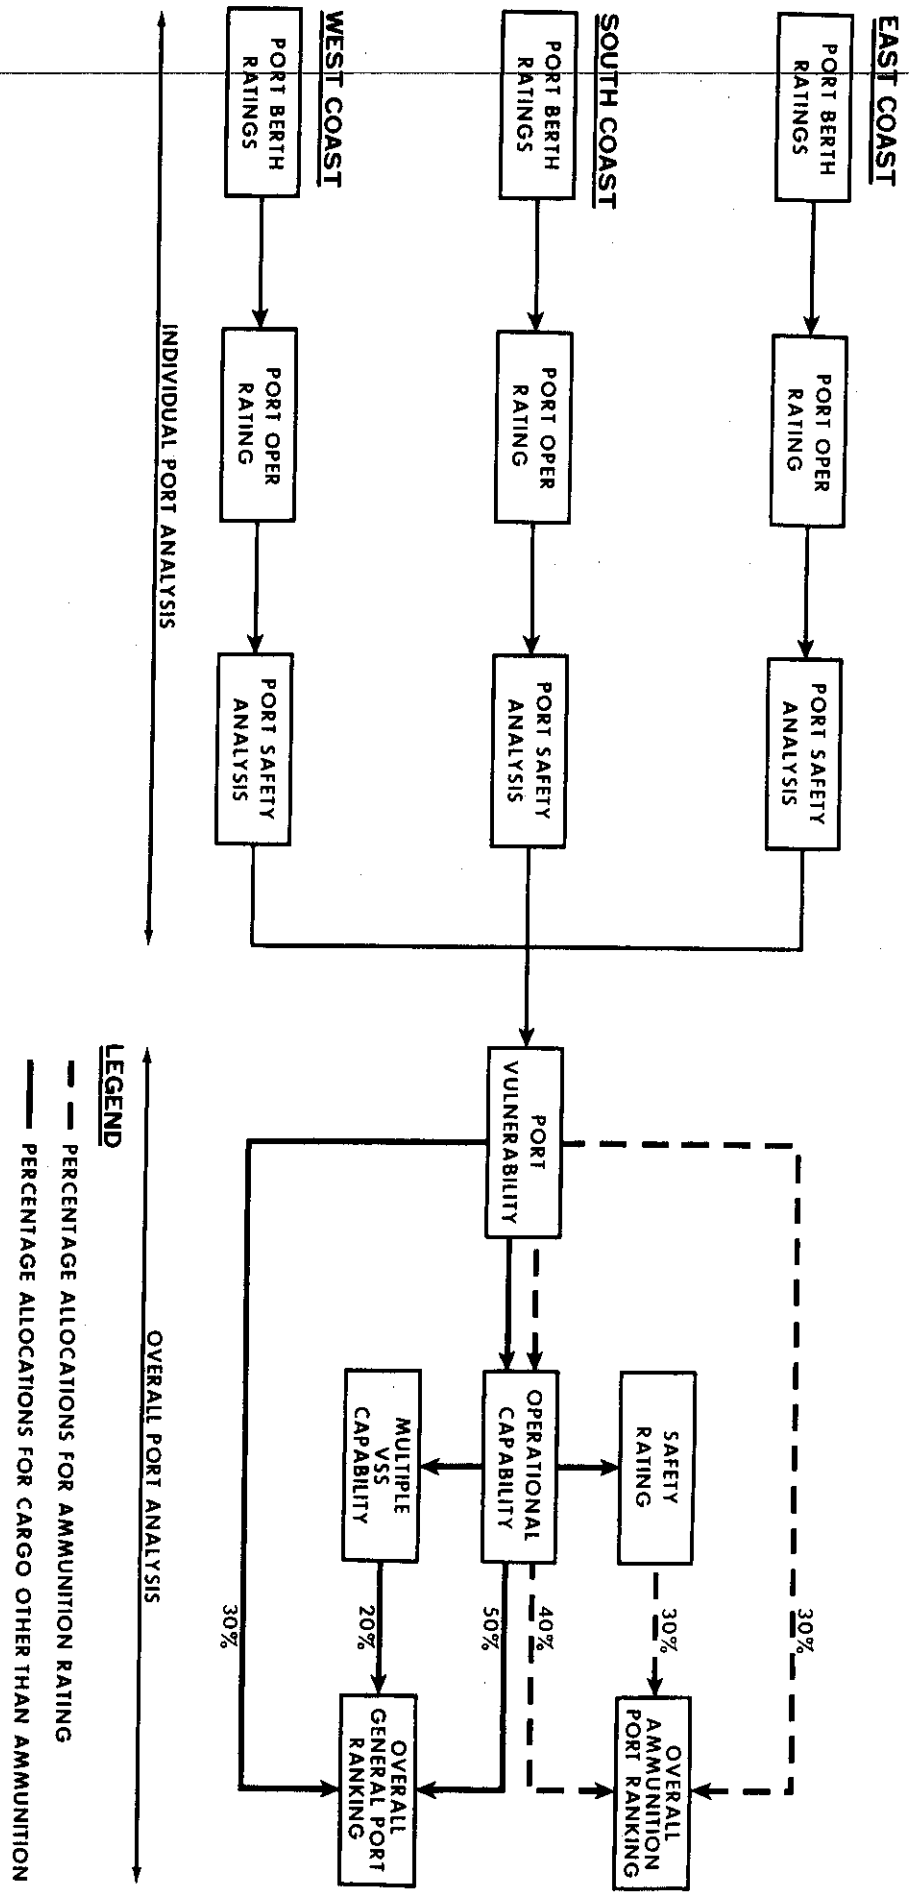 EAST COAST
PORT BERTH
RATINGS
PORT OPER
RATING
PORT SAFETY
ANALYSIS
SOUTH COAST
PORT BERTH
RATINGS
PORT OPER
RATING
PORT SAFETY
ANALYSIS
WEST COAST
PORT BERTH
RATINGS
PORT OPER
RATING
PORT SAFETY
ANALYSIS
INDIVIDUAL PORT ANALYSIS
PORT
VULNERABILITY
30%
SAFETY
RATING
30%
OVERALL
AMMUNITION
PORT RANKING
OPERATIONAL
CAPABILITY
40%
50%
MULTIPLE
VSS
CAPABILITY
20%
OVERALL
GENERAL PORT
RANKING
30%
OVERALL PORT ANALYSIS
LEGEND
PERCENTAGE ALLOCATIONS FOR AMMUNITION RATING
PERCENTAGE ALLOCATIONS FOR CARGO OTHER THAN AMMUNITION